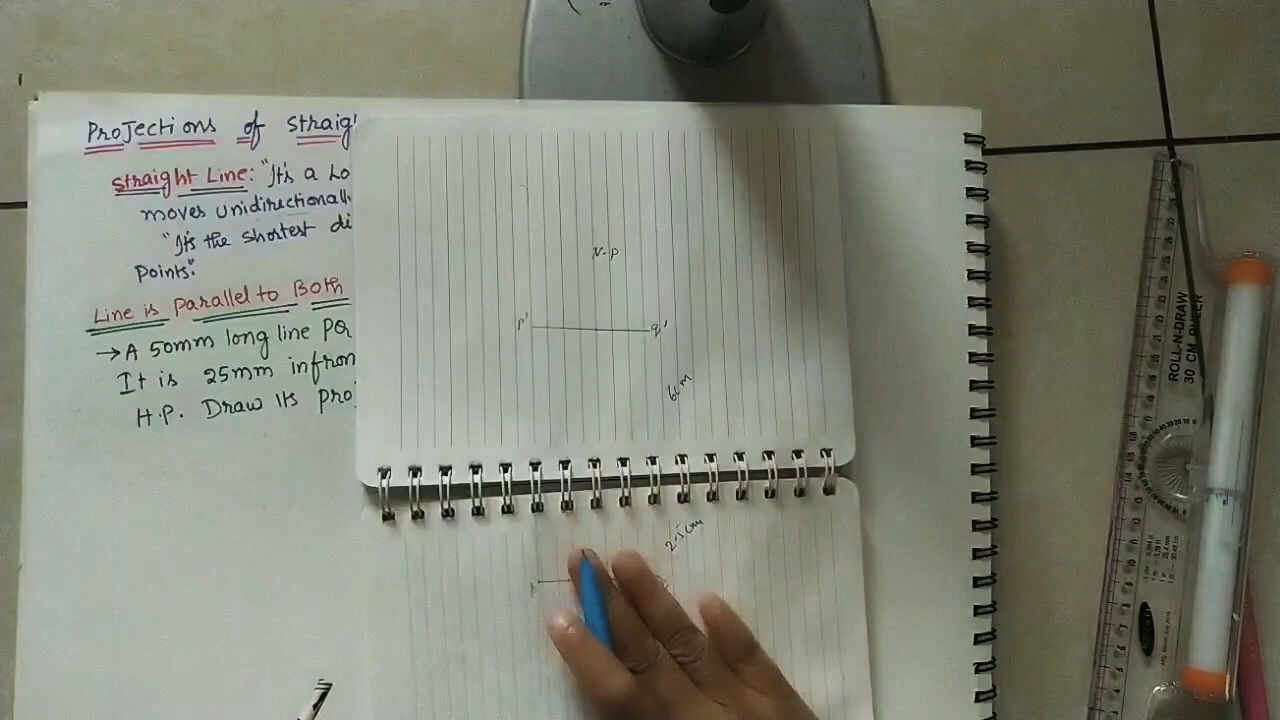 Projections of straig
straight Line: "It's a Lo
moves unidirectionall
"It's the shortest di
points".
Line is parallel to Both
→ A 50mm long line PQ
It is 25mm infron
H.P. Draw its pro
V.P
p' q'
6cm
2.5cm
ROLL-N-DRAW
30 CM RULER